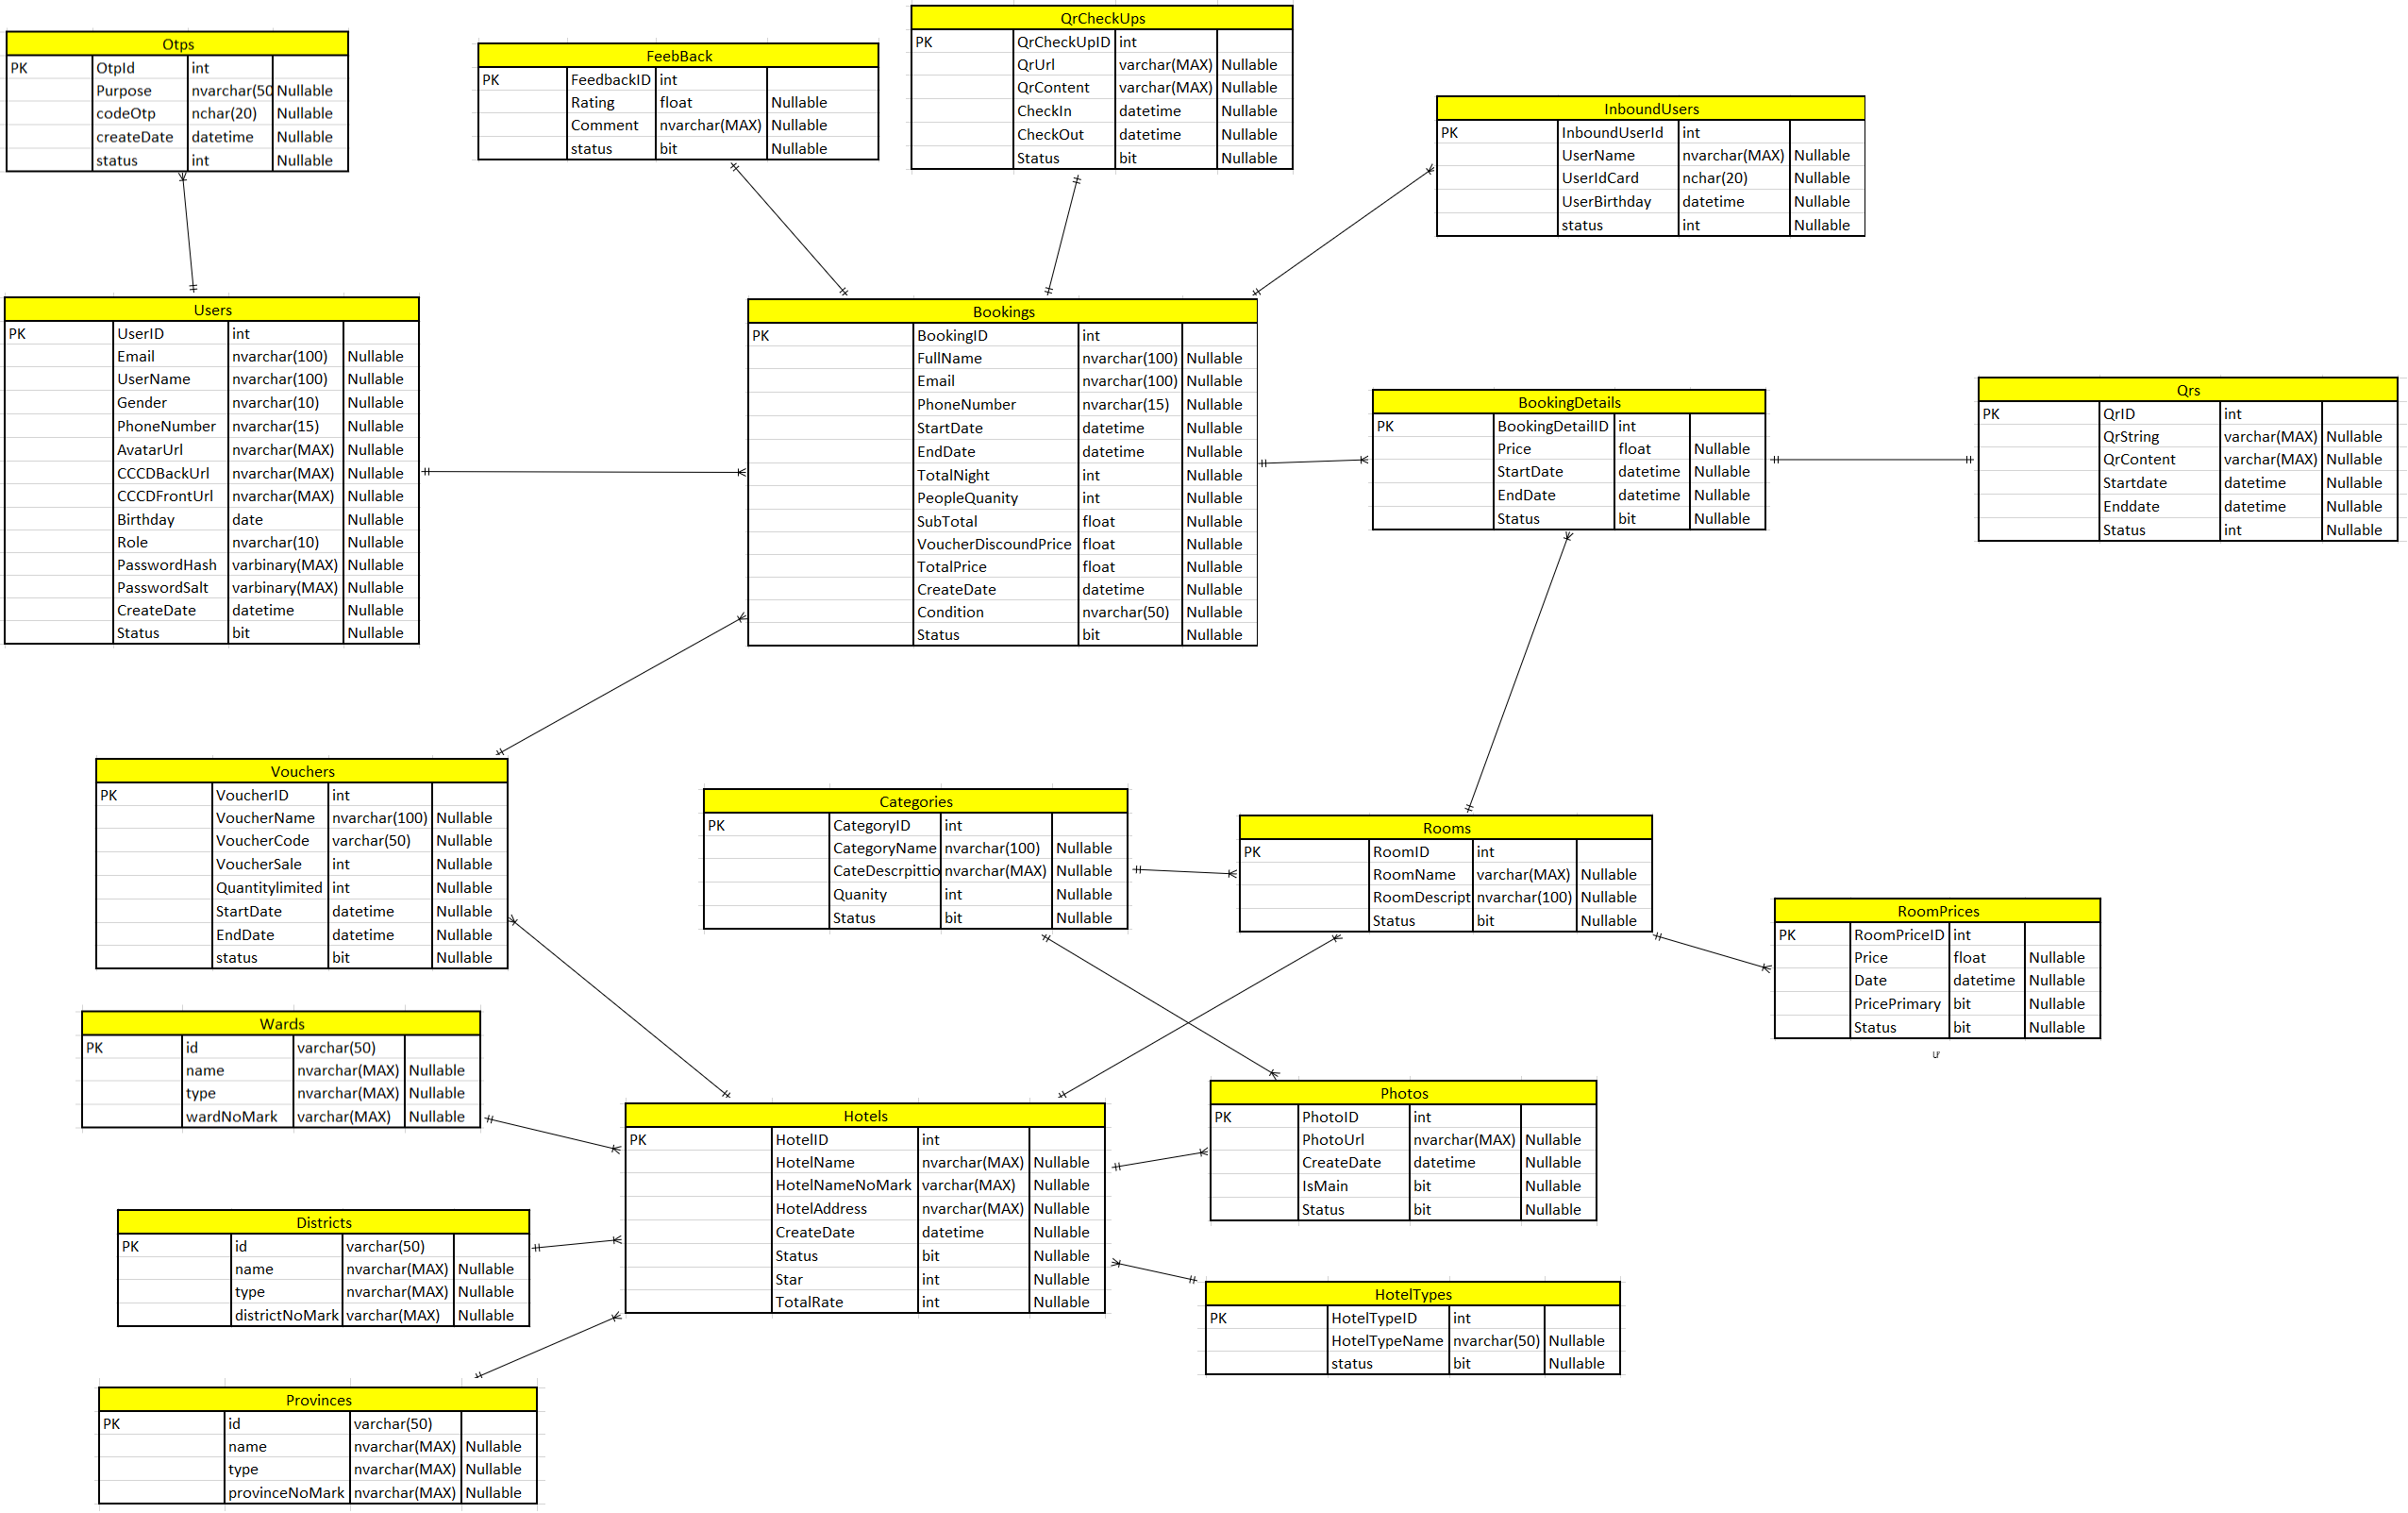 Otps
PK OtpId int
Purpose nvarchar(50 Nullable
codeOtp nchar(20) Nullable
createDate datetime Nullable
status int Nullable
FeebBack
PK FeedbackID int
Rating float Nullable
Comment nvarchar(MAX) Nullable
status bit Nullable
QrCheckUps
PK QrCheckUpID int
QrUrl varchar(MAX) Nullable
QrContent varchar(MAX) Nullable
CheckIn datetime Nullable
CheckOut datetime Nullable
Status bit Nullable
InboundUsers
PK InboundUserId int
UserName nvarchar(MAX) Nullable
UserIdCard nchar(20) Nullable
UserBirthday datetime Nullable
status int Nullable
Users
PK UserID int
Email nvarchar(100) Nullable
UserName nvarchar(100) Nullable
Gender nvarchar(10) Nullable
PhoneNumber nvarchar(15) Nullable
AvatarUrl nvarchar(MAX) Nullable
CCCDBackUrl nvarchar(MAX) Nullable
CCCDFrontUrl nvarchar(MAX) Nullable
Birthday date Nullable
Role nvarchar(10) Nullable
PasswordHash varbinary(MAX) Nullable
PasswordSalt varbinary(MAX) Nullable
CreateDate datetime Nullable
Status bit Nullable
Bookings
PK BookingID int
FullName nvarchar(100) Nullable
Email nvarchar(100) Nullable
PhoneNumber nvarchar(15) Nullable
StartDate datetime Nullable
EndDate datetime Nullable
TotalNight int Nullable
PeopleQuanity int Nullable
SubTotal float Nullable
VoucherDiscoundPrice float Nullable
TotalPrice float Nullable
CreateDate datetime Nullable
Condition nvarchar(50) Nullable
Status bit Nullable
BookingDetails
PK BookingDetailID int
Price float Nullable
StartDate datetime Nullable
EndDate datetime Nullable
Status bit Nullable
Qrs
PK QrID int
QrString varchar(MAX) Nullable
QrContent varchar(MAX) Nullable
Startdate datetime Nullable
Enddate datetime Nullable
Status int Nullable
Vouchers
PK VoucherID int
VoucherName nvarchar(100) Nullable
VoucherCode varchar(50) Nullable
VoucherSale int Nullable
Quantitylimited int Nullable
StartDate datetime Nullable
EndDate datetime Nullable
status bit Nullable
Categories
PK CategoryID int
CategoryName nvarchar(100) Nullable
CateDescrpittio nvarchar(MAX) Nullable
Quanity int Nullable
Status bit Nullable
Rooms
PK RoomID int
RoomName varchar(MAX) Nullable
RoomDescript nvarchar(100) Nullable
Status bit Nullable
RoomPrices
PK RoomPriceID int
Price float Nullable
Date datetime Nullable
PricePrimary bit Nullable
Status bit Nullable
Wards
PK id varchar(50)
name nvarchar(MAX) Nullable
type nvarchar(MAX) Nullable
wardNoMark varchar(MAX) Nullable
Hotels
PK HotelID int
HotelName nvarchar(MAX) Nullable
HotelNameNoMark varchar(MAX) Nullable
HotelAddress nvarchar(MAX) Nullable
CreateDate datetime Nullable
Status bit Nullable
Star int Nullable
TotalRate int Nullable
Photos
PK PhotoID int
PhotoUrl nvarchar(MAX) Nullable
CreateDate datetime Nullable
IsMain bit Nullable
Status bit Nullable
Districts
PK id varchar(50)
name nvarchar(MAX) Nullable
type nvarchar(MAX) Nullable
districtNoMark varchar(MAX) Nullable
HotelTypes
PK HotelTypeID int
HotelTypeName nvarchar(50) Nullable
status bit Nullable
Provinces
PK id varchar(50)
name nvarchar(MAX) Nullable
type nvarchar(MAX) Nullable
provinceNoMark nvarchar(MAX) Nullable